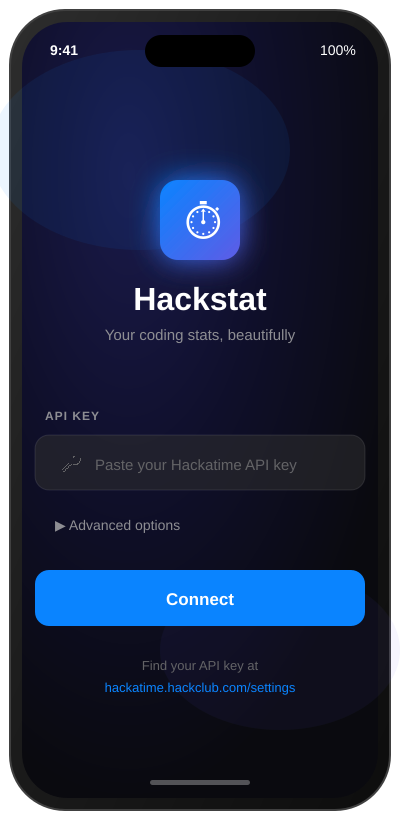 9:41
100%
Hackstat
Your coding stats, beautifully
API KEY
Paste your Hackatime API key
▶ Advanced options
Connect
Find your API key at
hackatime.hackclub.com/settings